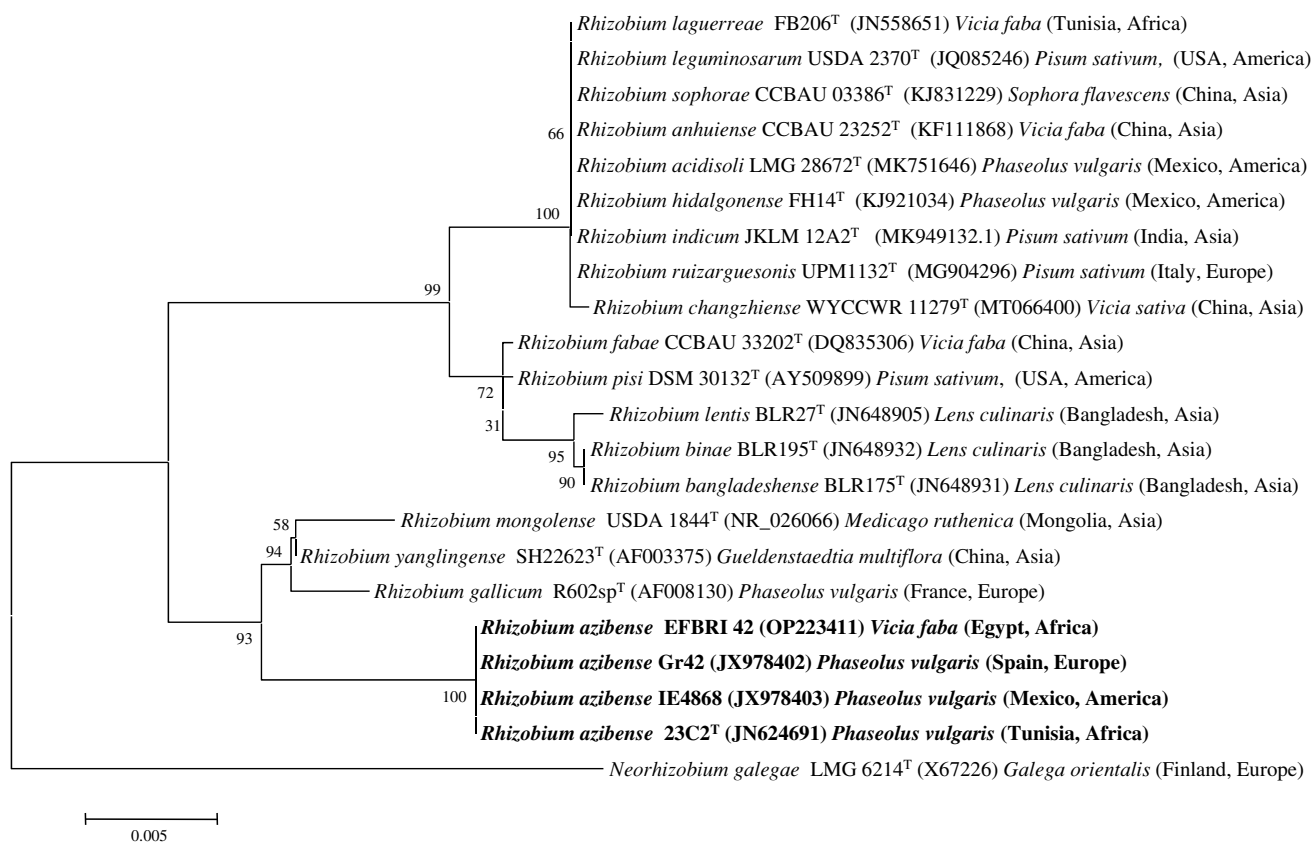 Rhizobium laguerreae FB206ᵀ (JN558651) Vicia faba (Tunisia, Africa)
Rhizobium leguminosarum USDA 2370ᵀ (JQ085246) Pisum sativum, (USA, America)
Rhizobium sophorae CCBAU 03386ᵀ (KJ831229) Sophora flavescens (China, Asia)
66 Rhizobium anhuiense CCBAU 23252ᵀ (KF111868) Vicia faba (China, Asia)
Rhizobium acidisoli LMG 28672ᵀ (MK751646) Phaseolus vulgaris (Mexico, America)
Rhizobium hidalgonense FH14ᵀ (KJ921034) Phaseolus vulgaris (Mexico, America)
100
Rhizobium indicum JKLM 12A2ᵀ (MK949132.1) Pisum sativum (India, Asia)
Rhizobium ruizarguesonis UPM1132ᵀ (MG904296) Pisum sativum (Italy, Europe)
99
Rhizobium changzhiense WYCCWR 11279ᵀ (MT066400) Vicia sativa (China, Asia)
Rhizobium fabae CCBAU 33202ᵀ (DQ835306) Vicia faba (China, Asia)
Rhizobium pisi DSM 30132ᵀ (AY509899) Pisum sativum, (USA, America)
72
Rhizobium lentis BLR27ᵀ (JN648905) Lens culinaris (Bangladesh, Asia)
31
Rhizobium binae BLR195ᵀ (JN648932) Lens culinaris (Bangladesh, Asia)
95
90 Rhizobium bangladeshense BLR175ᵀ (JN648931) Lens culinaris (Bangladesh, Asia)
58 Rhizobium mongolense USDA 1844ᵀ (NR_026066) Medicago ruthenica (Mongolia, Asia)
94 Rhizobium yanglingense SH22623ᵀ (AF003375) Gueldenstaedtia multiflora (China, Asia)
Rhizobium gallicum R602spᵀ (AF008130) Phaseolus vulgaris (France, Europe)
93
Rhizobium azibense EFBRI 42 (OP223411) Vicia faba (Egypt, Africa)
Rhizobium azibense Gr42 (JX978402) Phaseolus vulgaris (Spain, Europe)
100 Rhizobium azibense IE4868 (JX978403) Phaseolus vulgaris (Mexico, America)
Rhizobium azibense 23C2ᵀ (JN624691) Phaseolus vulgaris (Tunisia, Africa)
Neorhizobium galegae LMG 6214ᵀ (X67226) Galega orientalis (Finland, Europe)
0.005